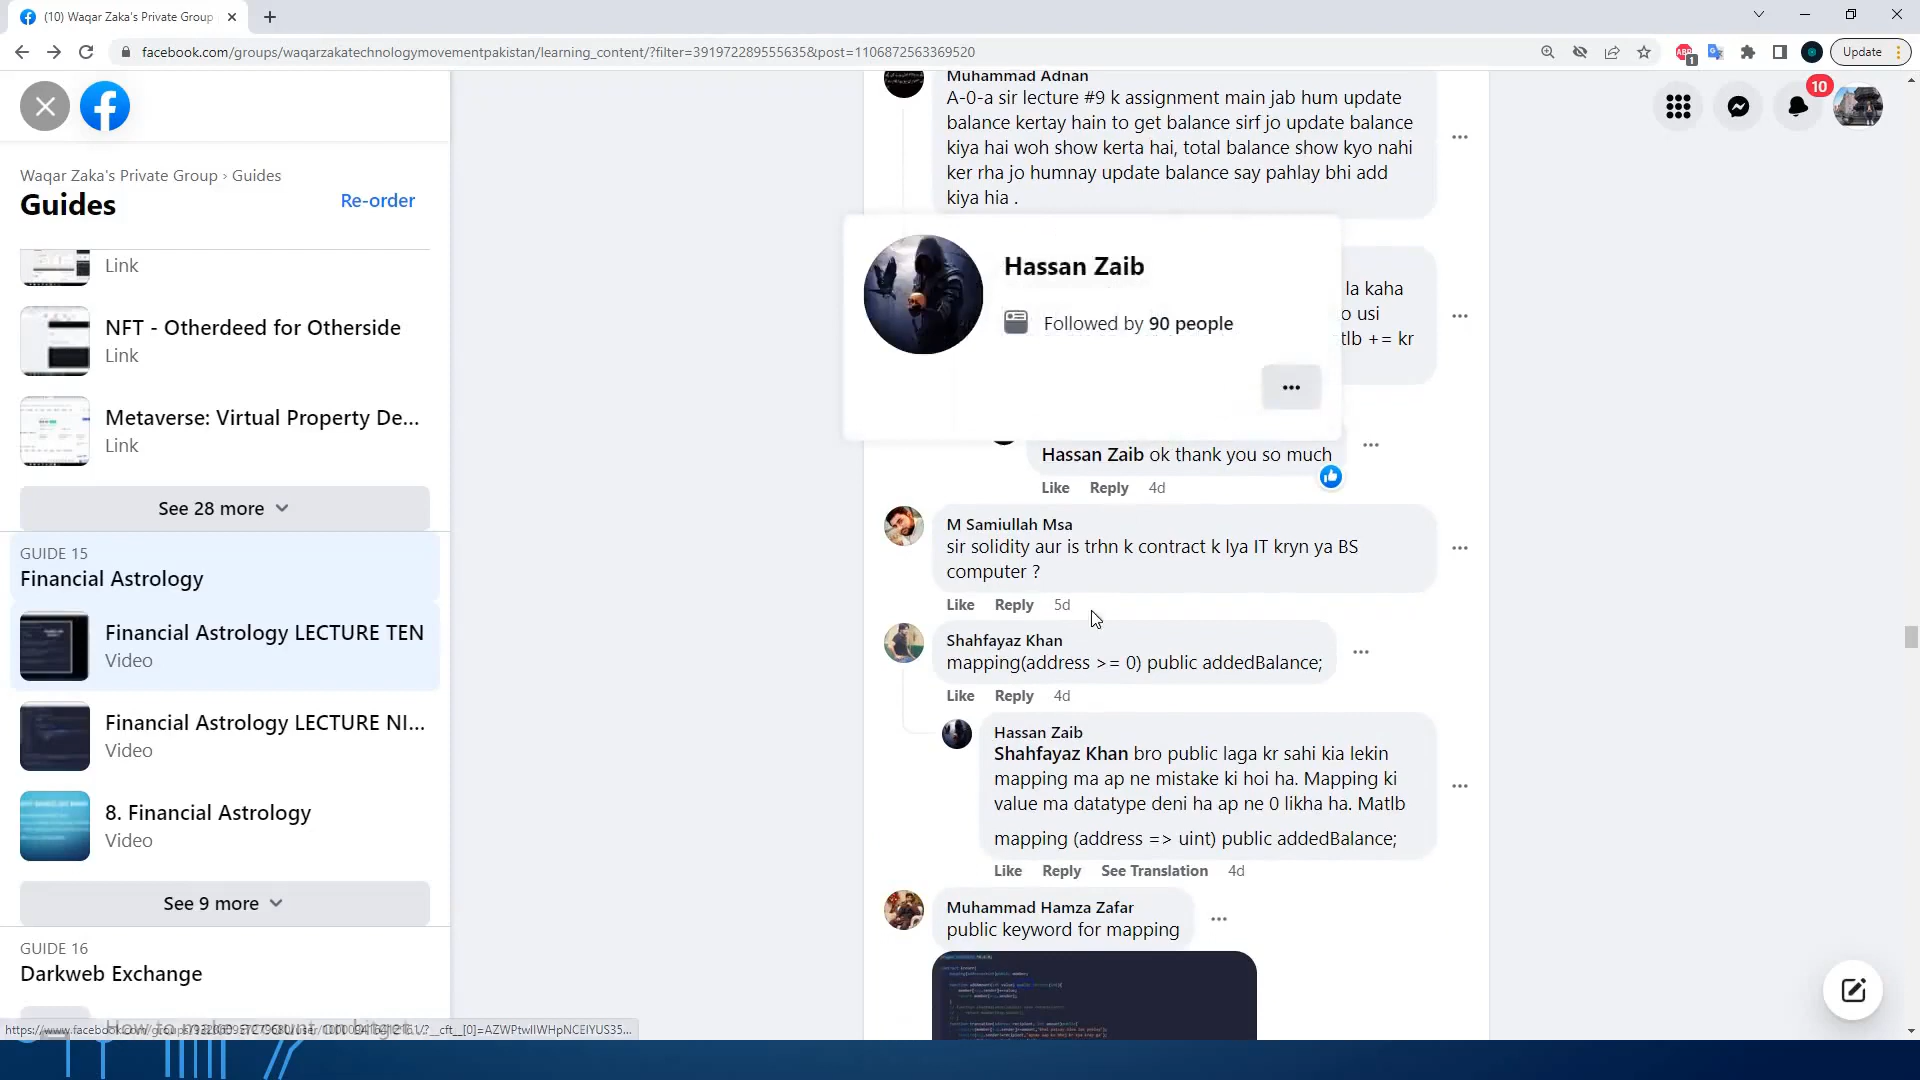 (10) Waqar Zaka's Private Group
facebook.com/groups/waqarzakatechnologymovementpakistan/learning_content/?filter=391972289555635&post=1106872563369520
ABP
1
Update
10
Waqar Zaka's Private Group › Guides
Guides
Re-order
Link
NFT - Otherdeed for Otherside
Link
Metaverse: Virtual Property De...
Link
See 28 more
GUIDE 15
Financial Astrology
Financial Astrology LECTURE TEN
Video
Financial Astrology LECTURE NI...
Video
8. Financial Astrology
Video
See 9 more
GUIDE 16
Darkweb Exchange
Muhammad Adnan
A-0-a sir lecture #9 k assignment main jab hum update
balance kertay hain to get balance sirf jo update balance
kiya hai woh show kerta hai, total balance show kyo nahi
ker rha jo humnay update balance say pahlay bhi add
kiya hia .
Hassan Zaib
Followed by 90 people
la kaha
o usi
tlb += kr
Hassan Zaib ok thank you so much
Like Reply 4d
M Samiullah Msa
sir solidity aur is trhn k contract k lya IT kryn ya BS
computer ?
Like Reply 5d
Shahfayaz Khan
mapping(address >= 0) public addedBalance;
Like Reply 4d
Hassan Zaib
Shahfayaz Khan bro public laga kr sahi kia lekin
mapping ma ap ne mistake ki hoi ha. Mapping ki
value ma datatype deni ha ap ne 0 likha ha. Matlb
mapping (address => uint) public addedBalance;
Like Reply See Translation 4d
Muhammad Hamza Zafar
public keyword for mapping